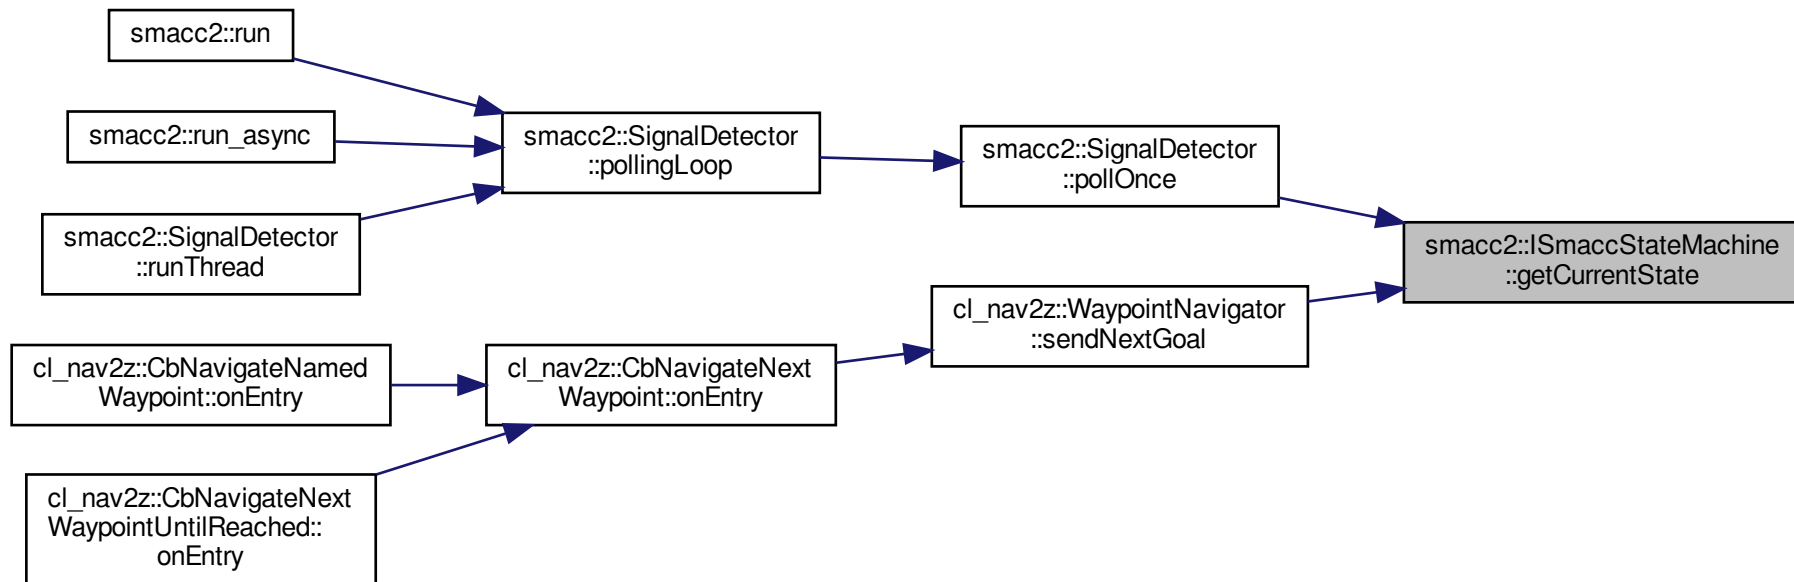 smacc2::run
smacc2::run_async
smacc2::SignalDetector
::runThread
smacc2::SignalDetector
::pollingLoop
smacc2::SignalDetector
::pollOnce
smacc2::ISmaccStateMachine
::getCurrentState
cl_nav2z::WaypointNavigator
::sendNextGoal
cl_nav2z::CbNavigateNext
Waypoint::onEntry
cl_nav2z::CbNavigateNamed
Waypoint::onEntry
cl_nav2z::CbNavigateNext
WaypointUntilReached::
onEntry